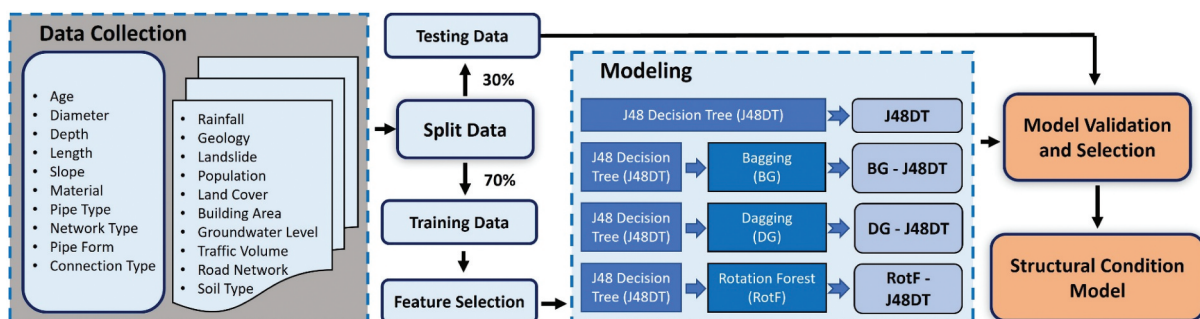 Data Collection
• Age
• Diameter
• Depth
• Length
• Slope
• Material
• Pipe Type
• Network Type
• Pipe Form
• Connection Type
• Rainfall
• Geology
• Landslide
• Population
• Land Cover
• Building Area
• Groundwater Level
• Traffic Volume
• Road Network
• Soil Type
Testing Data
30%
Split Data
70%
Training Data
Feature Selection
Modeling
J48 Decision Tree (J48DT)
J48DT
J48 Decision
Tree (J48DT)
Bagging
(BG)
BG - J48DT
J48 Decision
Tree (J48DT)
Dagging
(DG)
DG - J48DT
J48 Decision
Tree (J48DT)
Rotation Forest
(RotF)
RotF -
J48DT
Model Validation
and Selection
Structural Condition
Model